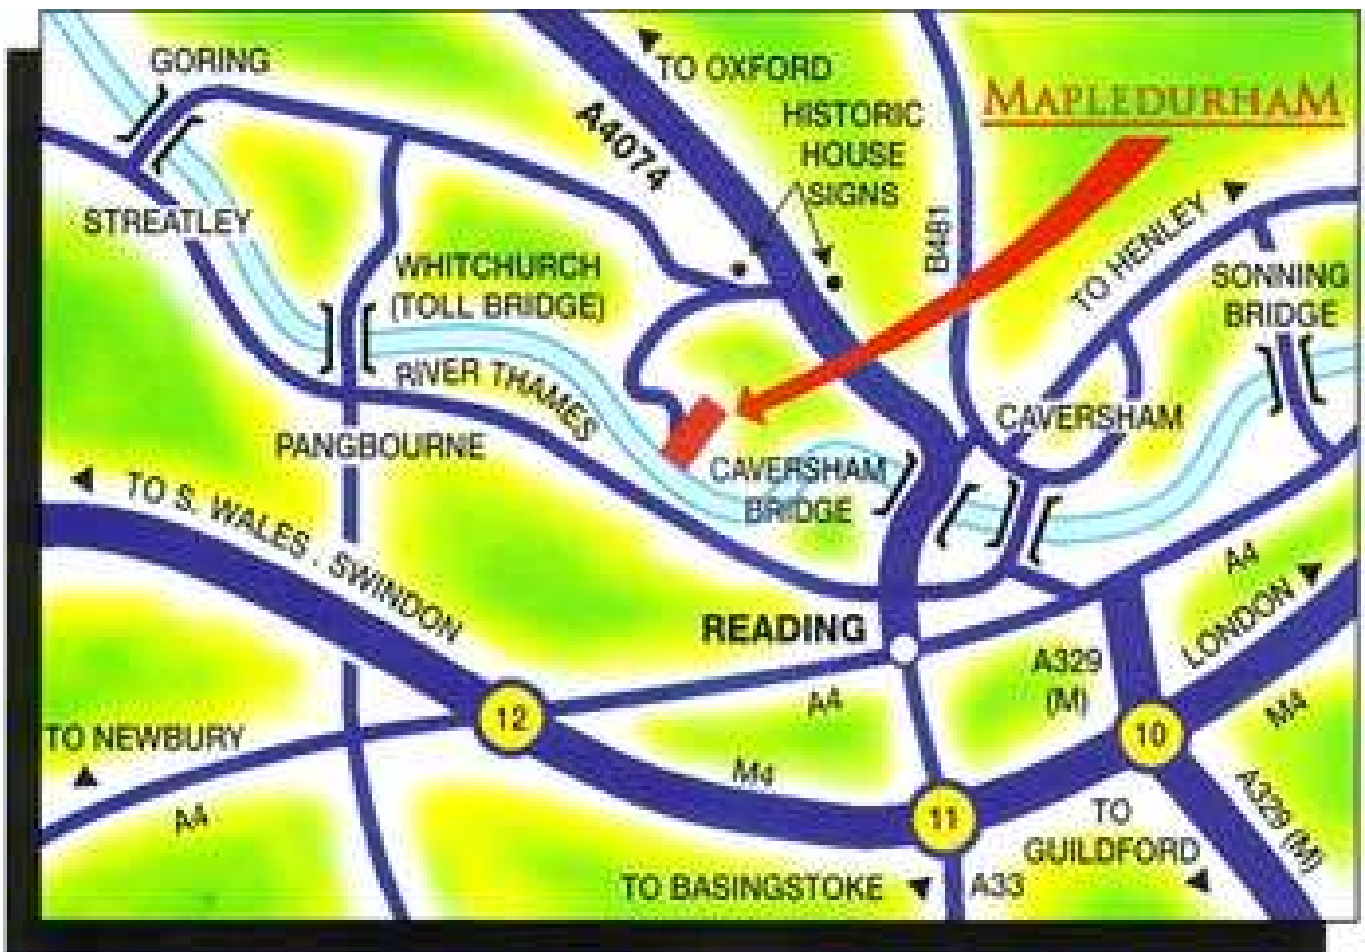 GORING
TO OXFORD
A4074
HISTORIC
HOUSE
SIGNS
MAPLEDURHAM
STREATLEY
B481
TO HENLEY
WHITCHURCH
(TOLL BRIDGE)
SONNING
BRIDGE
RIVER THAMES
PANGBOURNE
CAVERSHAM
CAVERSHAM
BRIDGE
TO S. WALES . SWINDON
READING
A4
LONDON
A329
(M)
A4
12
10
M4
TO NEWBURY
M4
A4
11
TO
GUILDFORD
A329 (M)
TO BASINGSTOKE
A33